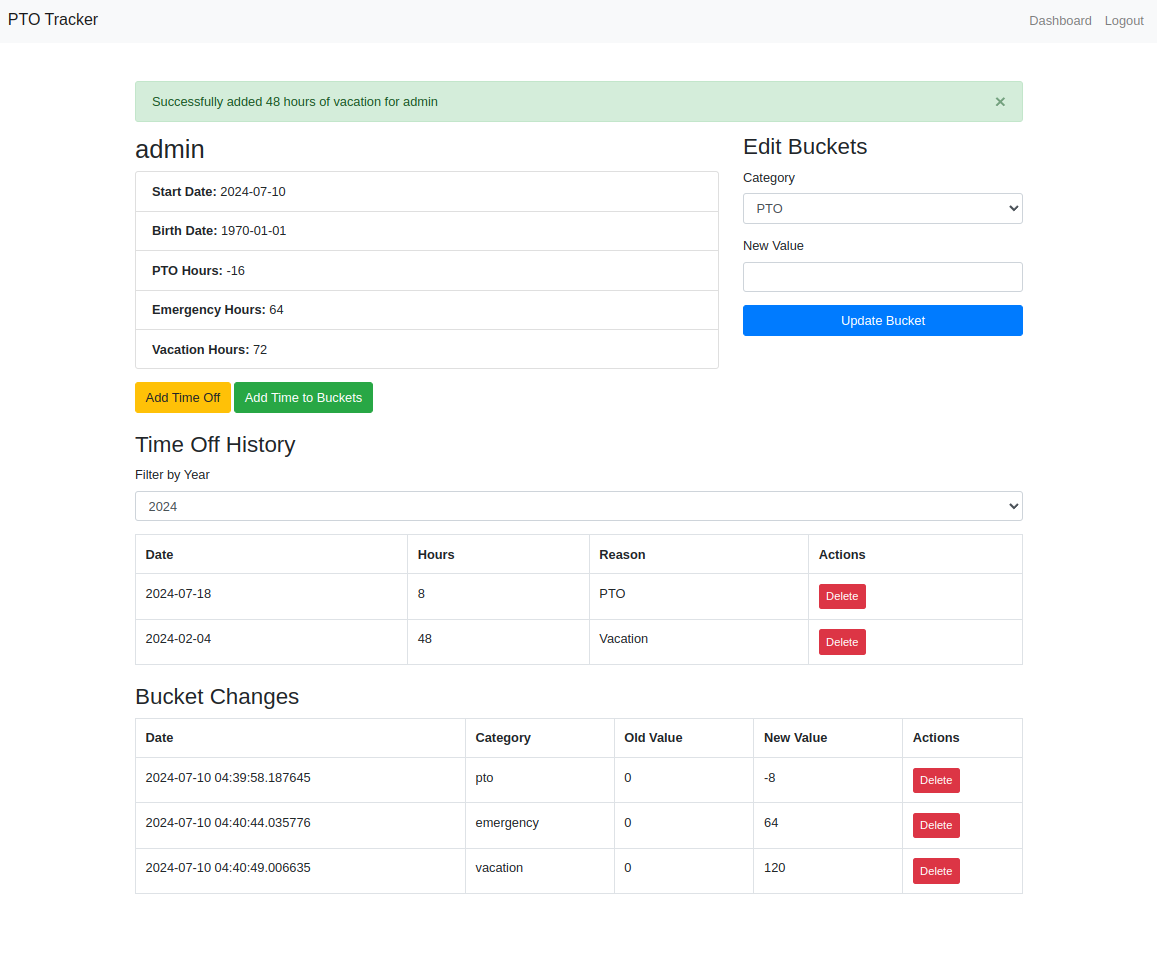 PTO Tracker
Dashboard Logout
Successfully added 48 hours of vacation for admin ×
admin
Start Date: 2024-07-10
Birth Date: 1970-01-01
PTO Hours: -16
Emergency Hours: 64
Vacation Hours: 72
Add Time Off Add Time to Buckets
Edit Buckets
Category
PTO
New Value
Update Bucket
Time Off History
Filter by Year
2024
Date Hours Reason Actions
2024-07-18 8 PTO Delete
2024-02-04 48 Vacation Delete
Bucket Changes
Date Category Old Value New Value Actions
2024-07-10 04:39:58.187645 pto 0 -8 Delete
2024-07-10 04:40:44.035776 emergency 0 64 Delete
2024-07-10 04:40:49.006635 vacation 0 120 Delete